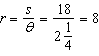 r = s/θ = 18/(2 1/4) = 8